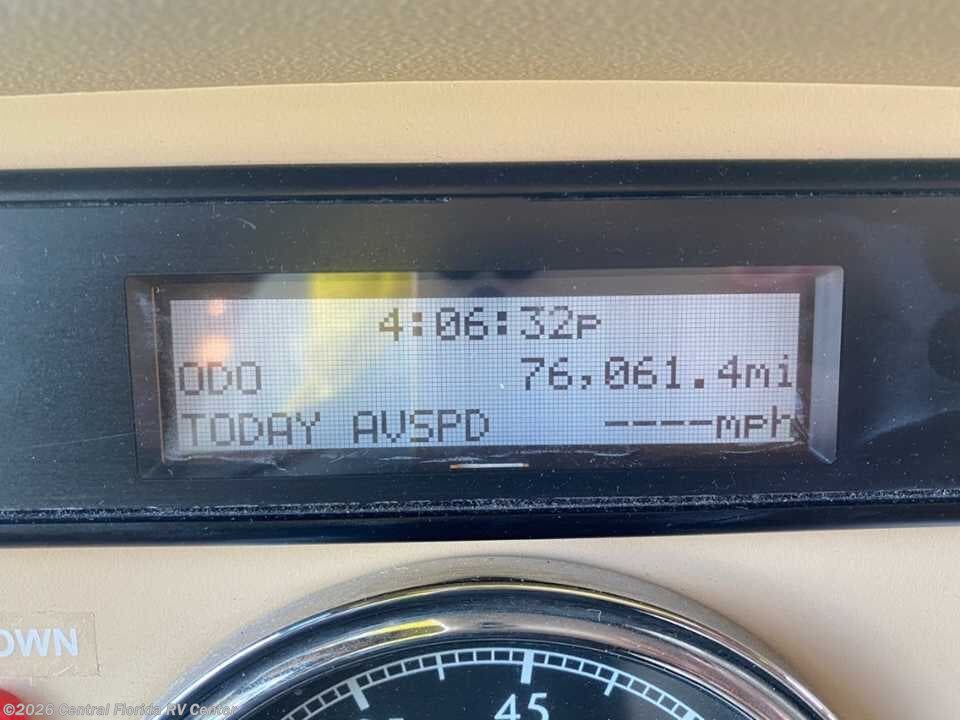 4:06:32p
ODO 76,061.4mi
TODAY AVSPD ----mph
OWN
45
©2026 Central Florida RV Center